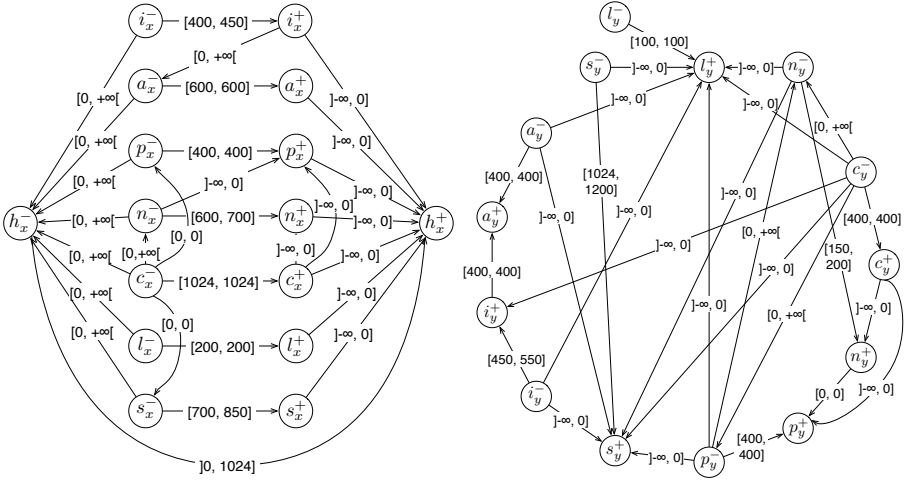 i_x^- [400, 450] i_x^+
[0, +∞[
a_x^- [600, 600] a_x^+
[0, +∞[ ]-∞, 0]
[0, +∞[ ]-∞, 0]
p_x^- [400, 400] p_x^+
[0, +∞[ ]-∞, 0] ]-∞, 0]
n_x^- [600, 700] n_x^+ ]-∞, 0]
h_x^- [0, +∞[ ]-∞, 0] h_x^+
[0, 0]
[0, +∞[ [0,+∞[ ]-∞, 0] ]-∞, 0]
c_x^- [1024, 1024] c_x^+
[0, +∞[ ]-∞, 0]
[0, 0]
[0, +∞[ ]-∞, 0]
l_x^- [200, 200] l_x^+
s_x^- [700, 850] s_x^+
]0, 1024]
l_y^-
[100, 100]
s_y^- ]-∞, 0] l_y^+ ]-∞, 0] n_y^-
]-∞, 0] ]-∞, 0]
a_y^- [0, +∞[
[400, 400] [1024,
1200]
c_y^-
a_y^+ ]-∞, 0] [400, 400]
[0, +∞[
]-∞, 0] [150,
200]
[400, 400] ]-∞, 0] c_y^+
]-∞, 0] ]-∞, 0]
i_y^+ [0, +∞[
[450, 550] n_y^+
i_y^- [0, 0] ]-∞, 0]
]-∞, 0] p_y^+
s_y^+ ]-∞, 0] p_y^- [400,
400]